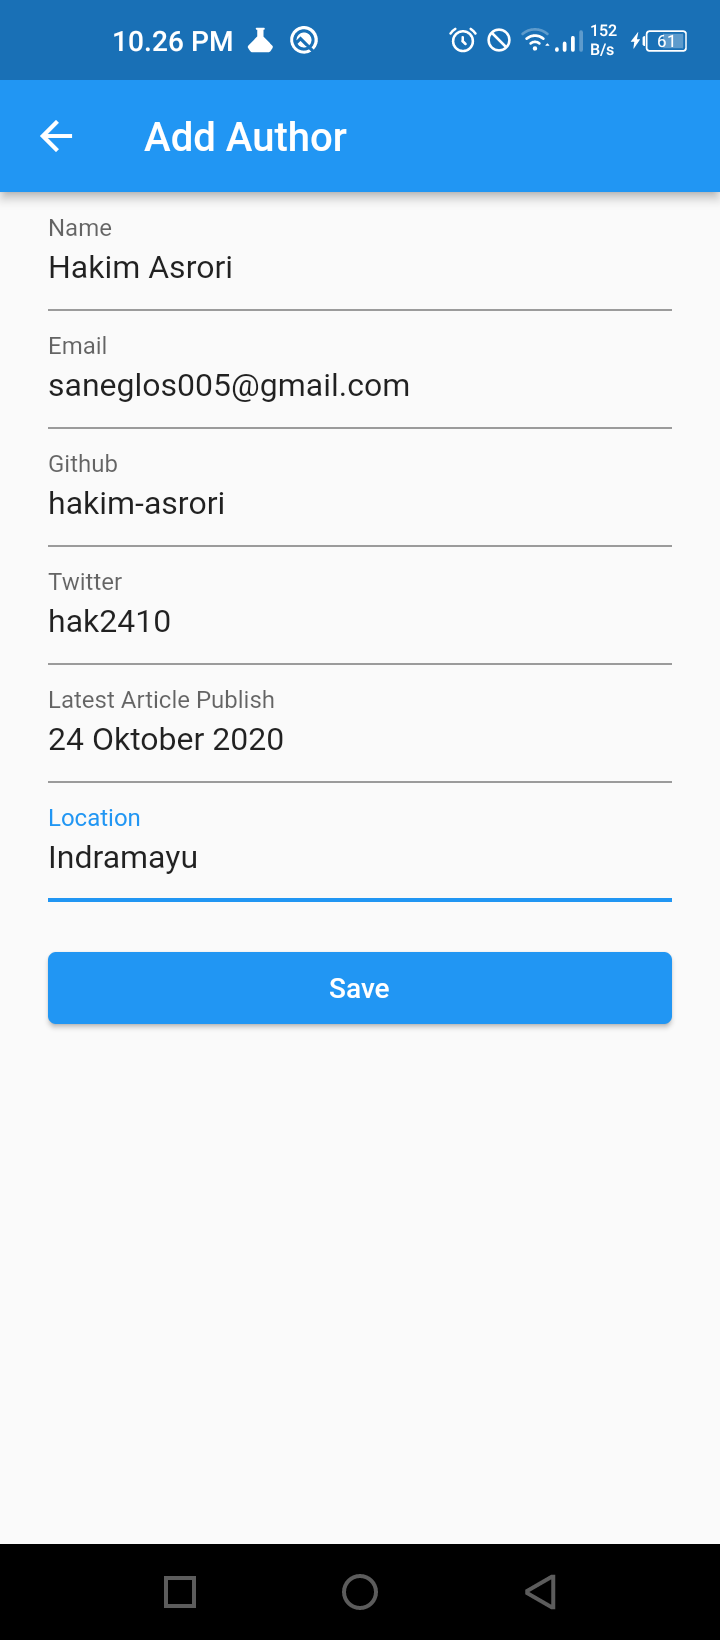 10.26 PM
152
B/s
61
Add Author
Name
Hakim Asrori
Email
saneglos005@gmail.com
Github
hakim-asrori
Twitter
hak2410
Latest Article Publish
24 Oktober 2020
Location
Indramayu
Save